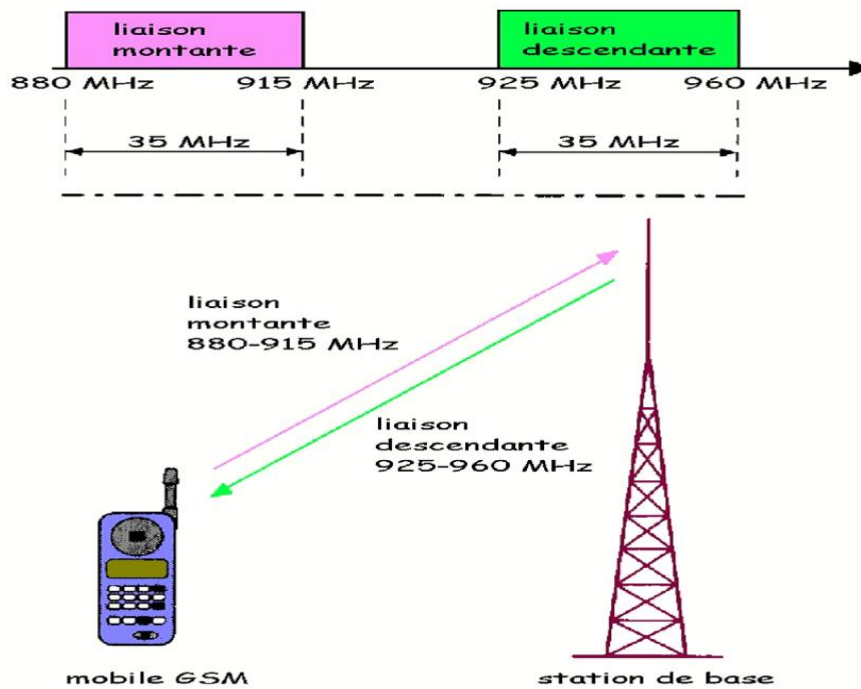 liaison
montante
liaison
descendante
880 MHz
915 MHz
925 MHz
960 MHz
35 MHz
35 MHz
liaison
montante
880-915 MHz
liaison
descendante
925-960 MHz
mobile GSM
station de base